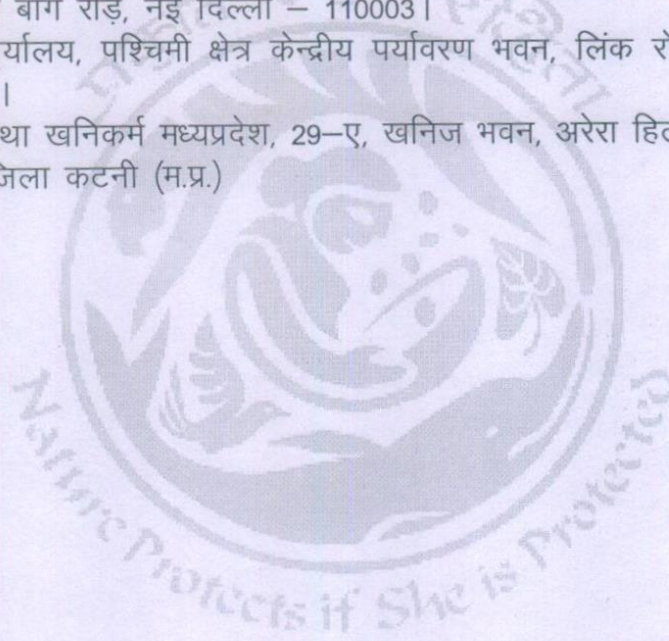 बाग रोड़, नई दिल्ली – 110003।
र्यालय, पश्चिमी क्षेत्र केन्द्रीय पर्यावरण भवन, लिंक रो
।
था खनिकर्म मध्यप्रदेश, 29–ए, खनिज भवन, अरेरा हिल
जिला कटनी (म.प्र.)
Nature Protects if She is Protected